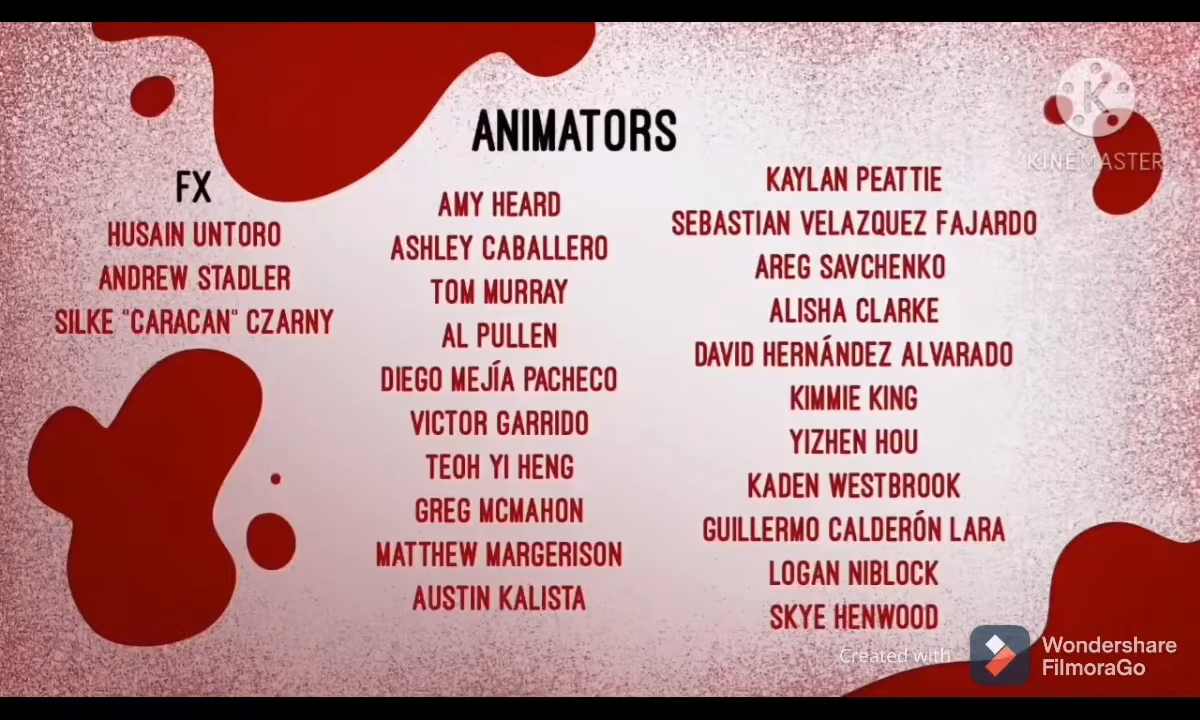 FX
HUSAIN UNTORO
ANDREW STADLER
SILKE "CARACAN" CZARNY
ANIMATORS
AMY HEARD
ASHLEY CABALLERO
TOM MURRAY
AL PULLEN
DIEGO MEJÍA PACHECO
VICTOR GARRIDO
TEOH YI HENG
GREG MCMAHON
MATTHEW MARGERISON
AUSTIN KALISTA
KAYLAN PEATTIE
SEBASTIAN VELAZQUEZ FAJARDO
AREG SAVCHENKO
ALISHA CLARKE
DAVID HERNÁNDEZ ALVARADO
KIMMIE KING
YIZHEN HOU
KADEN WESTBROOK
GUILLERMO CALDERÓN LARA
LOGAN NIBLOCK
SKYE HENWOOD
K
KINEMASTER
Created with
Wondershare
FilmoraGo